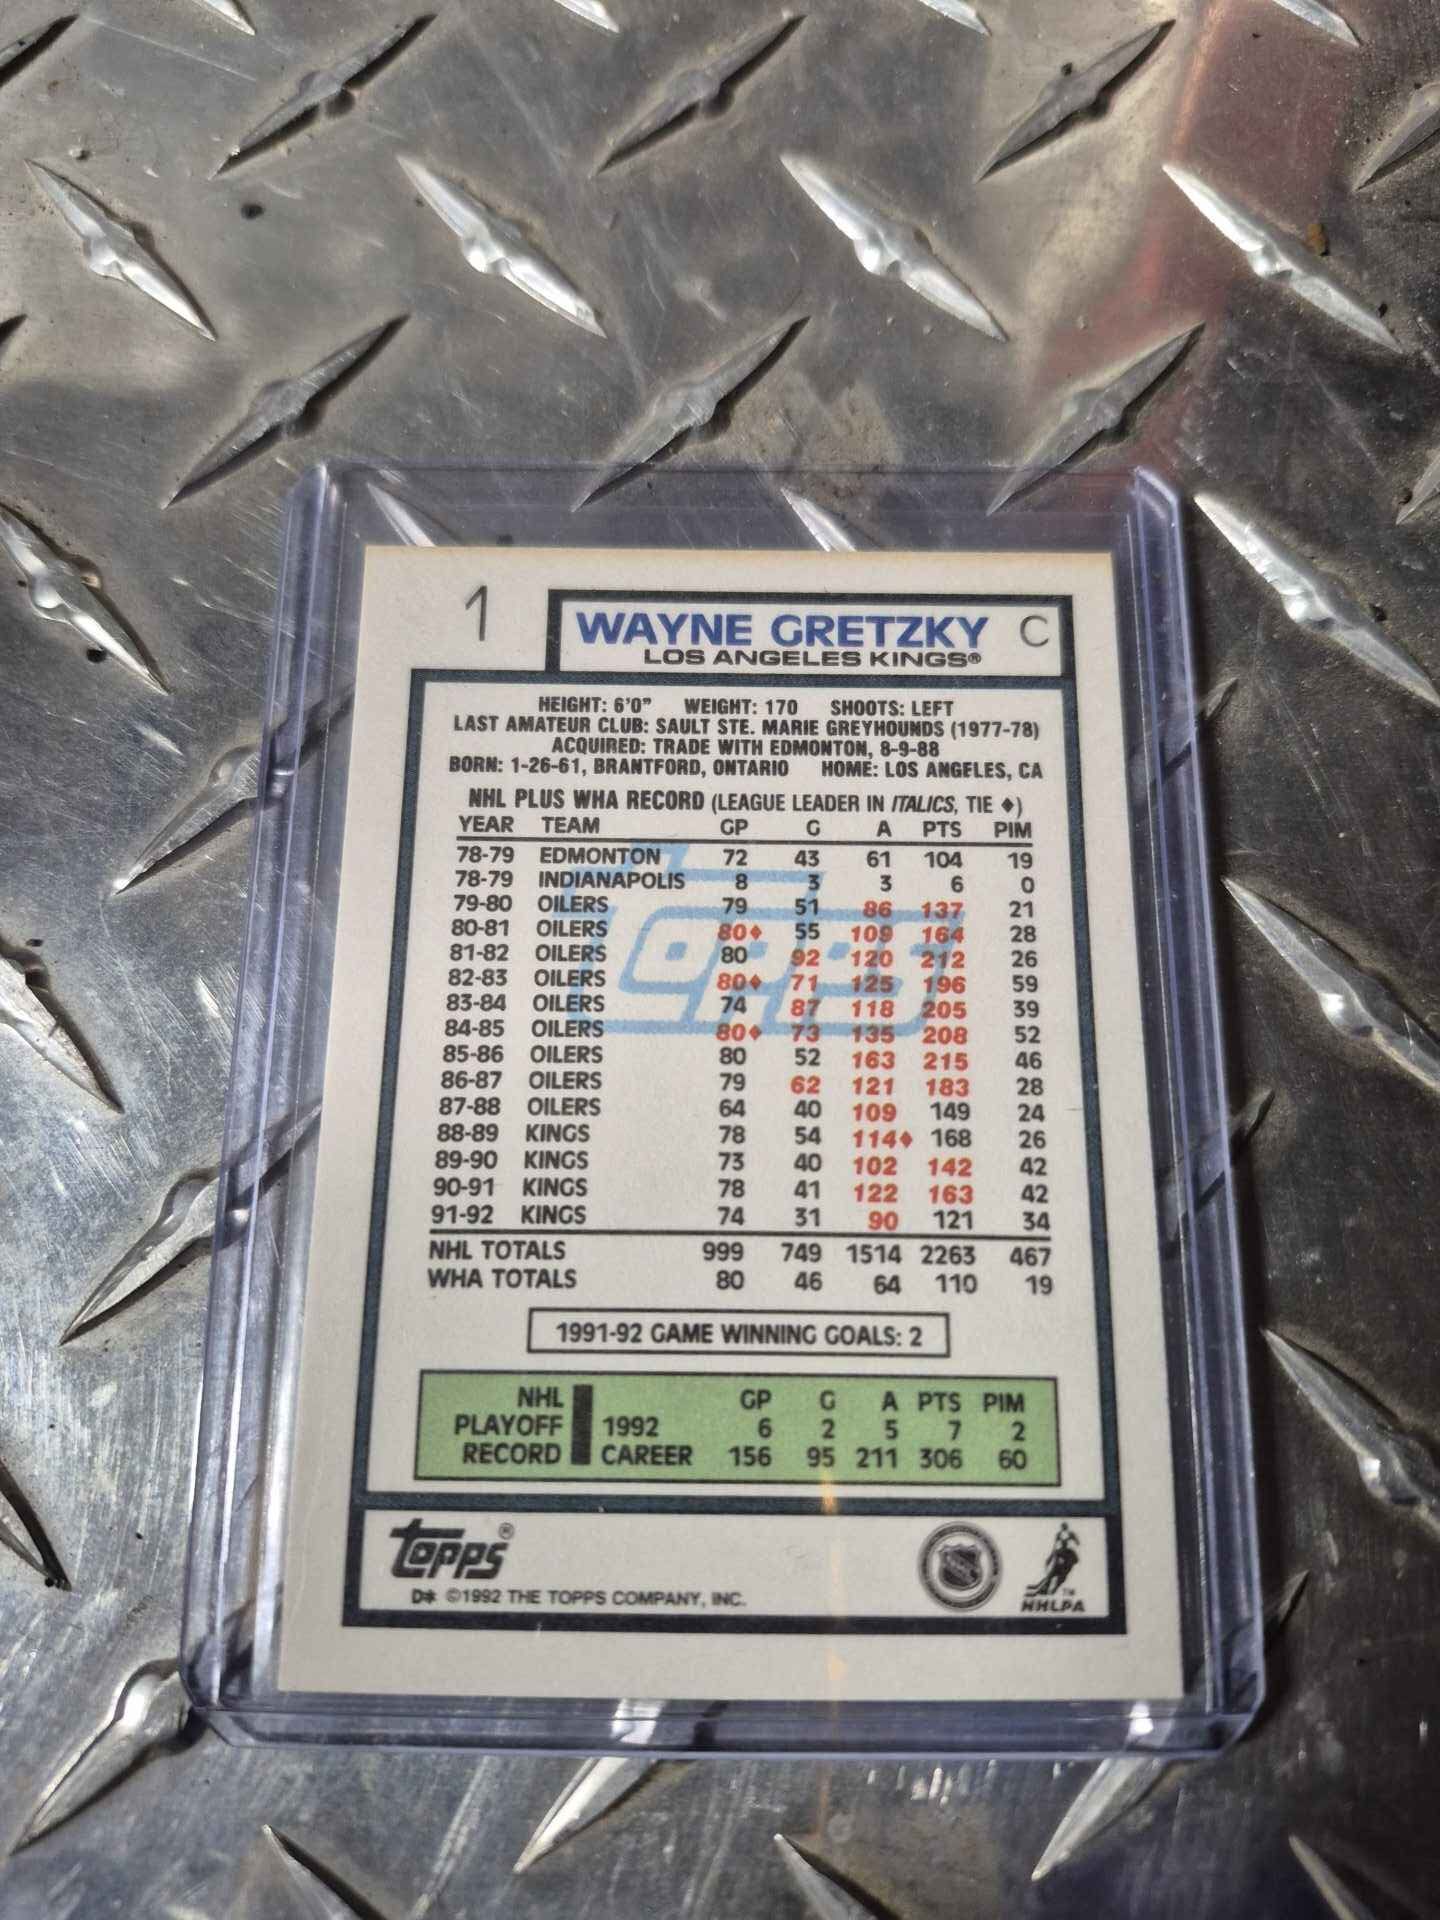 1 WAYNE GRETZKY C
LOS ANGELES KINGS®
HEIGHT: 6'0" WEIGHT: 170 SHOOTS: LEFT
LAST AMATEUR CLUB: SAULT STE. MARIE GREYHOUNDS (1977-78)
ACQUIRED: TRADE WITH EDMONTON, 8-9-88
BORN: 1-26-61, BRANTFORD, ONTARIO HOME: LOS ANGELES, CA
NHL PLUS WHA RECORD (LEAGUE LEADER IN ITALICS, TIE ♦)
YEAR TEAM GP G A PTS PIM
78-79 EDMONTON 72 43 61 104 19
78-79 INDIANAPOLIS 8 3 3 6 0
79-80 OILERS 79 51 86 137 21
80-81 OILERS 80♦ 55 109 164 28
81-82 OILERS 80 92 120 212 26
82-83 OILERS 80♦ 71 125 196 59
83-84 OILERS 74 87 118 205 39
84-85 OILERS 80♦ 73 135 208 52
85-86 OILERS 80 52 163 215 46
86-87 OILERS 79 62 121 183 28
87-88 OILERS 64 40 109 149 24
88-89 KINGS 78 54 114♦ 168 26
89-90 KINGS 73 40 102 142 42
90-91 KINGS 78 41 122 163 42
91-92 KINGS 74 31 90 121 34
NHL TOTALS 999 749 1514 2263 467
WHA TOTALS 80 46 64 110 19
TOPPS
1991-92 GAME WINNING GOALS: 2
NHL GP G A PTS PIM
PLAYOFF 1992 6 2 5 7 2
RECORD CAREER 156 95 211 306 60
topps®
D* ©1992 THE TOPPS COMPANY, INC.
NHLPA™